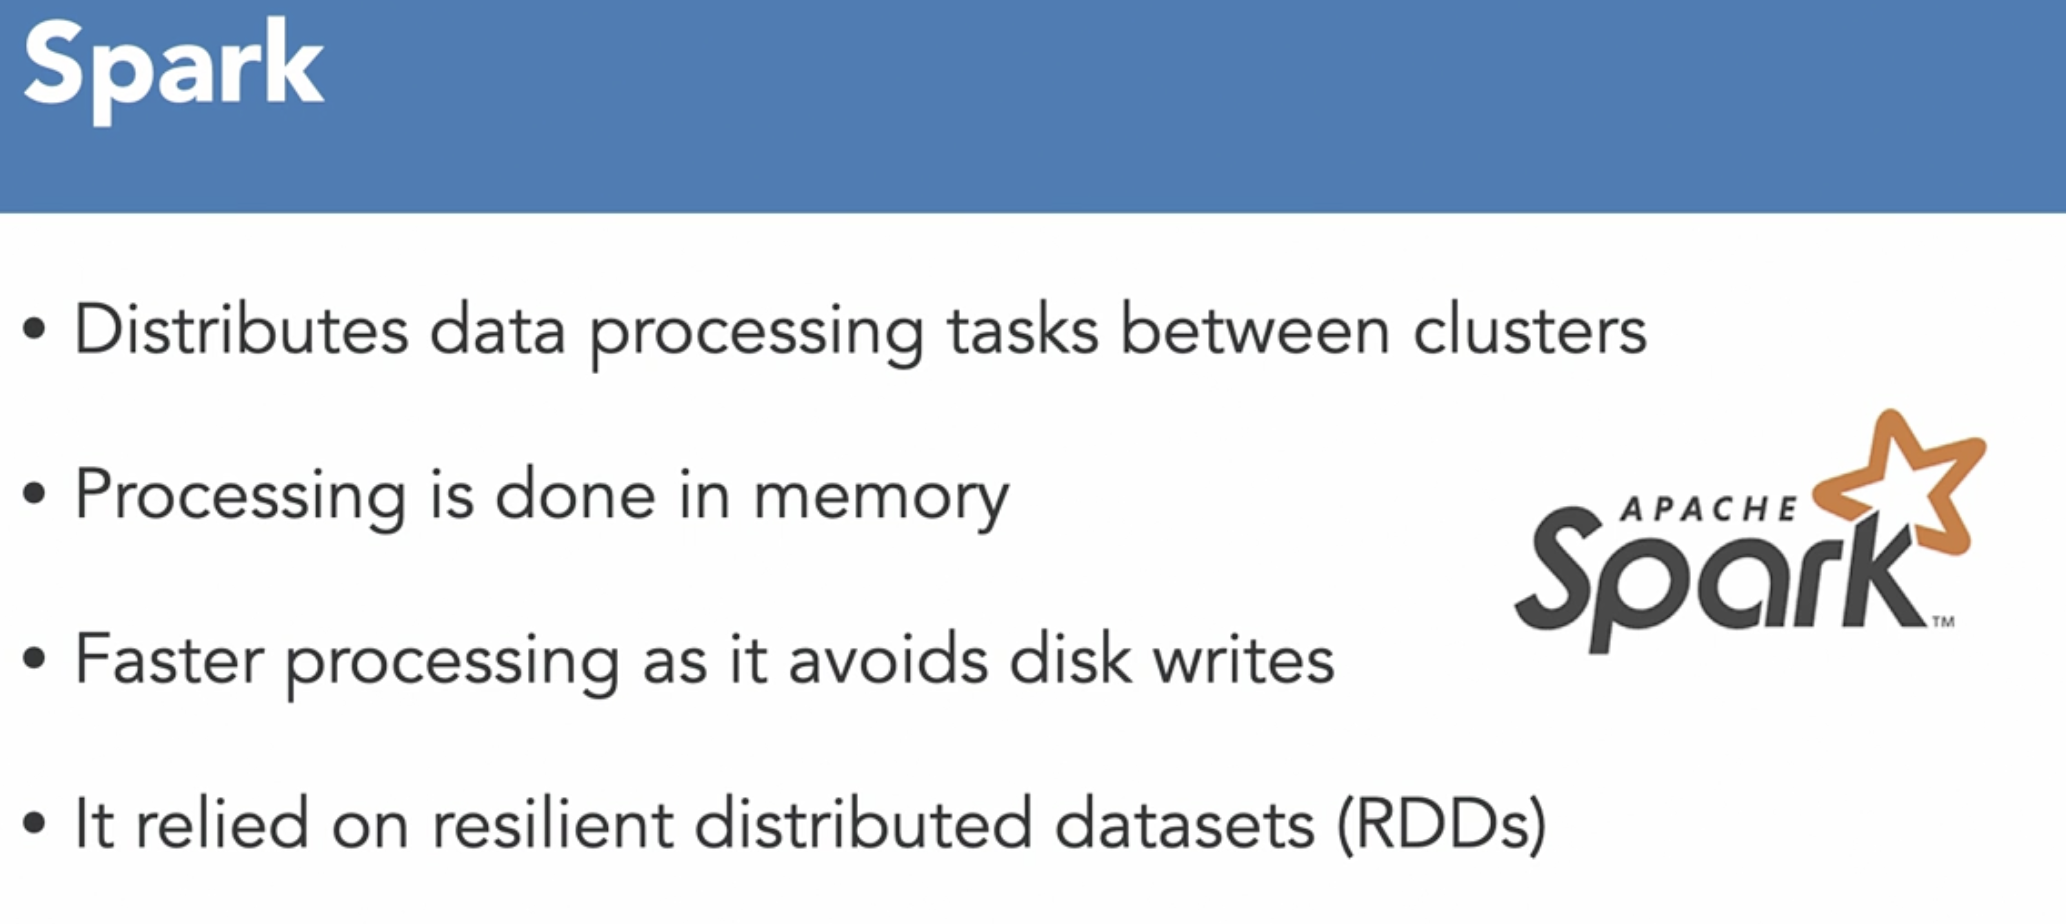 Spark
• Distributes data processing tasks between clusters
• Processing is done in memory
• Faster processing as it avoids disk writes
• It relied on resilient distributed datasets (RDDs)
APACHE
Spark™